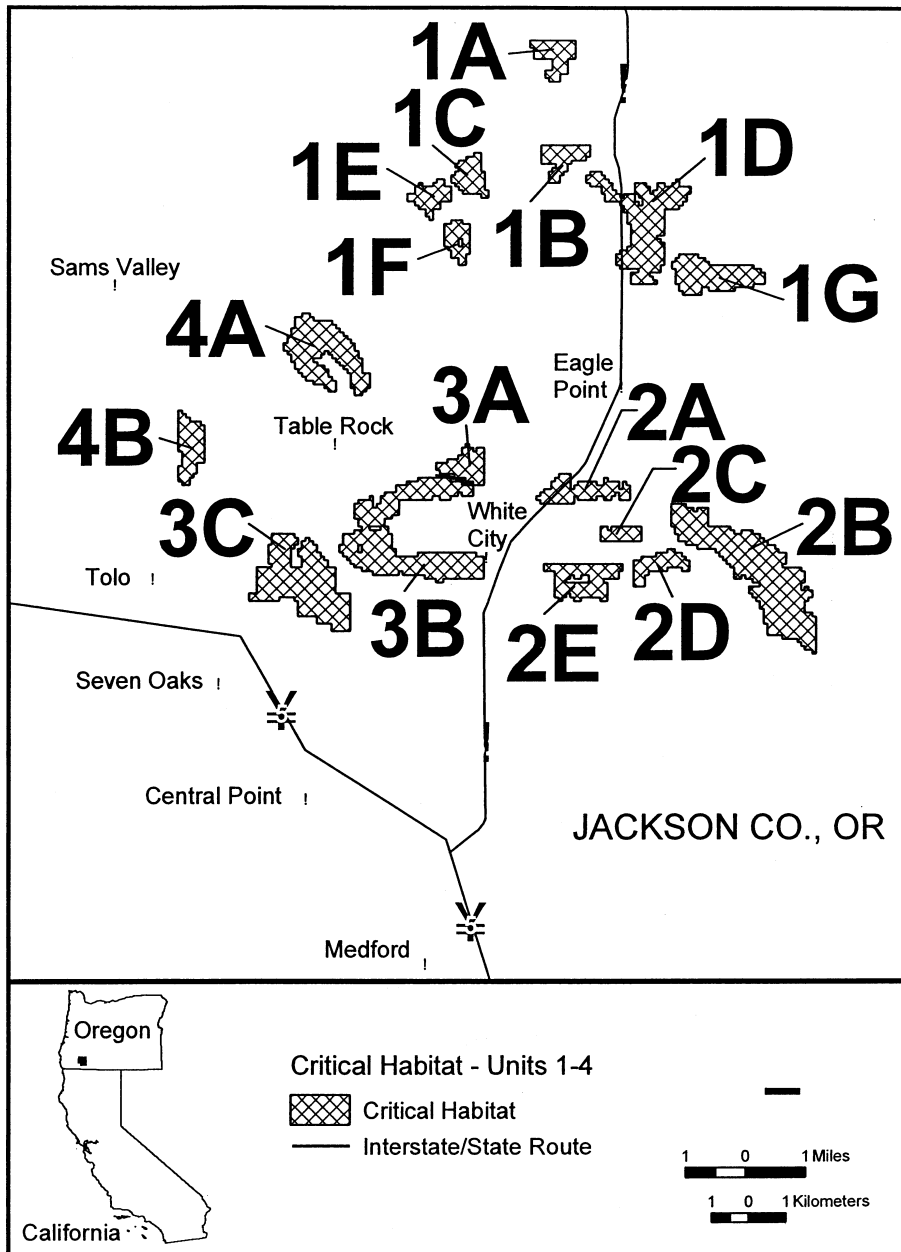 1A
1C
1D
1E
1B
1F
Sams Valley
1G
4A
Eagle
Point
3A
2A
Table Rock
4B
2C
White
City
3C
2B
Tolo
3B
2E
2D
Seven Oaks
Central Point
JACKSON CO., OR
Medford
Oregon
Critical Habitat - Units 1-4
Critical Habitat
Interstate/State Route
1 0 1 Miles
1 0 1 Kilometers
California